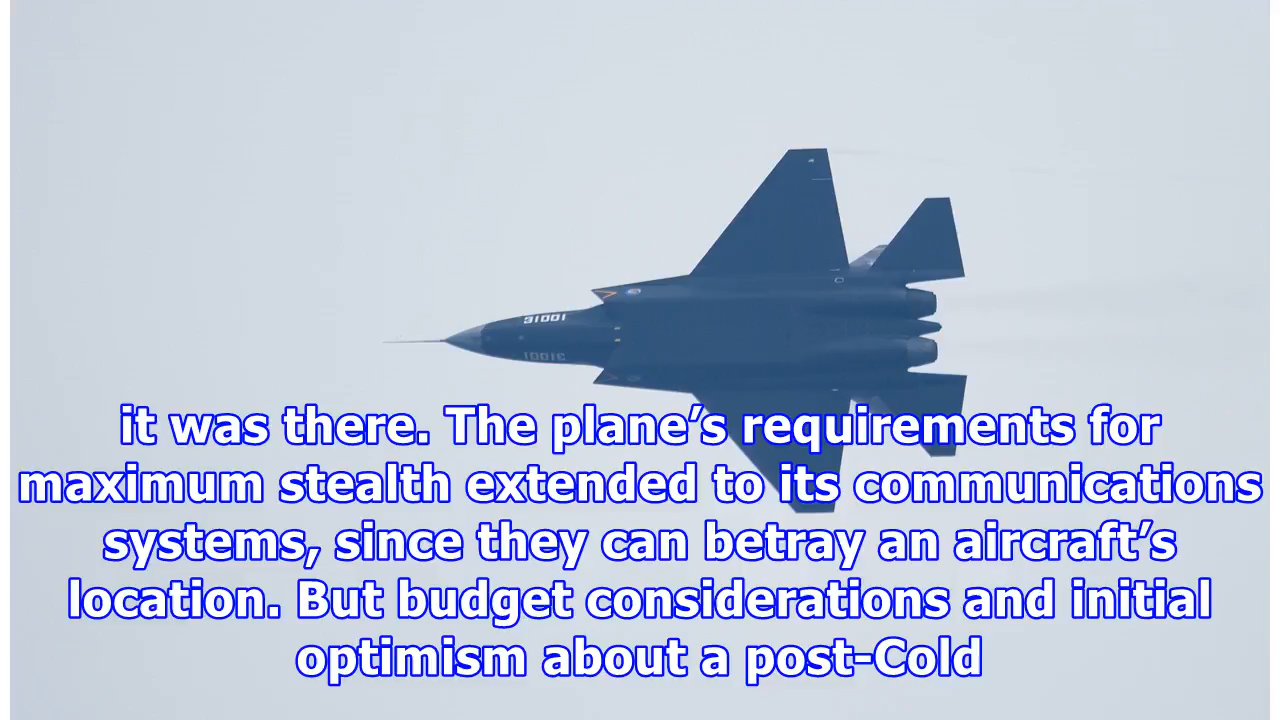 31001
31001
it was there. The plane’s requirements for
maximum stealth extended to its communications
systems, since they can betray an aircraft’s
location. But budget considerations and initial
optimism about a post-Cold